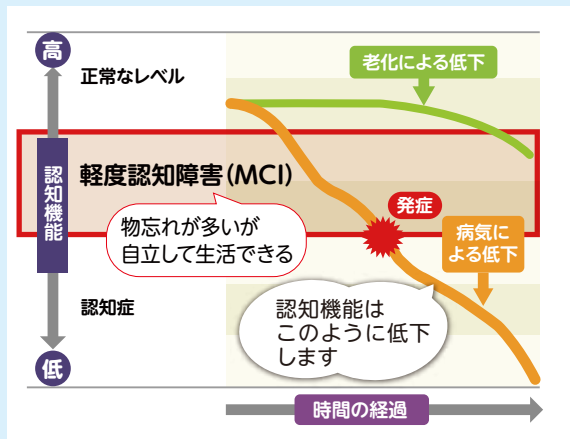 高
正常なレベル
老化による低下
認知機能
軽度認知障害(MCI)
物忘れが多いが
自立して生活できる
発症
病気に
よる低下
認知症
認知機能は
このように低下
します
低
時間の経過